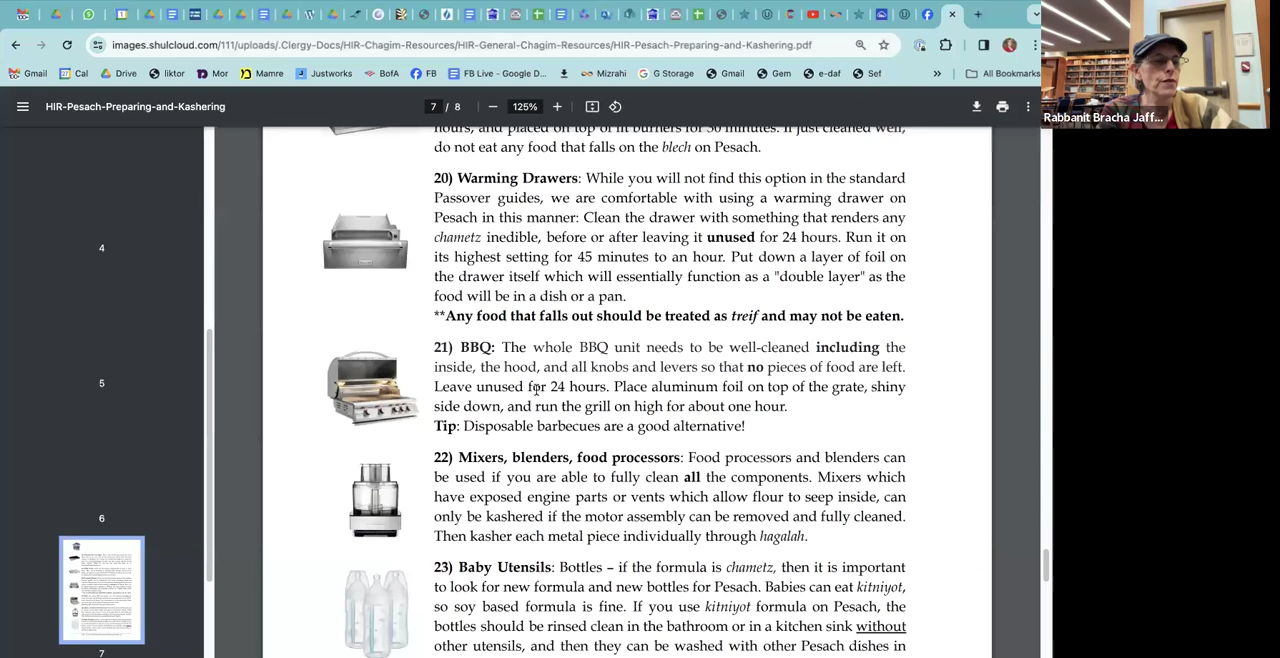 images.shulcloud.com/111/uploads/.Clergy-Docs/HIR-Chagim-Resources/HIR-General-Chagim-Resources/HIR-Pesach-Preparing-and-Kashering.pdf
Gmail Cal Drive liktor Mor Mamre Justworks BofA FB FB Live - Google D... Mizrahi G Storage Gmail Gem e-daf Sef » All Bookmarks
HIR-Pesach-Preparing-and-Kashering 7 / 8 — 125% +
Rabbanit Bracha Jaff...
4
5
6
7
hours, and placed on top of lit burners for 30 minutes. If just cleaned well,
do not eat any food that falls on the blech on Pesach.
20) Warming Drawers: While you will not find this option in the standard
Passover guides, we are comfortable with using a warming drawer on
Pesach in this manner: Clean the drawer with something that renders any
chametz inedible, before or after leaving it unused for 24 hours. Run it on
its highest setting for 45 minutes to an hour. Put down a layer of foil on
the drawer itself which will essentially function as a "double layer" as the
food will be in a dish or a pan.
**Any food that falls out should be treated as treif and may not be eaten.
21) BBQ: The whole BBQ unit needs to be well-cleaned including the
inside, the hood, and all knobs and levers so that no pieces of food are left.
Leave unused for 24 hours. Place aluminum foil on top of the grate, shiny
side down, and run the grill on high for about one hour.
Tip: Disposable barbecues are a good alternative!
22) Mixers, blenders, food processors: Food processors and blenders can
be used if you are able to fully clean all the components. Mixers which
have exposed engine parts or vents which allow flour to seep inside, can
only be kashered if the motor assembly can be removed and fully cleaned.
Then kasher each metal piece individually through hagalah.
23) Baby Utensils: Bottles – if the formula is chametz, then it is important
to look for new formula and new bottles for Pesach. Babies can eat kitniyot,
so soy based formula is fine. If you use kitniyot formula on Pesach, the
bottles should be rinsed clean in the bathroom or in a kitchen sink without
other utensils, and then they can be washed with other Pesach dishes in